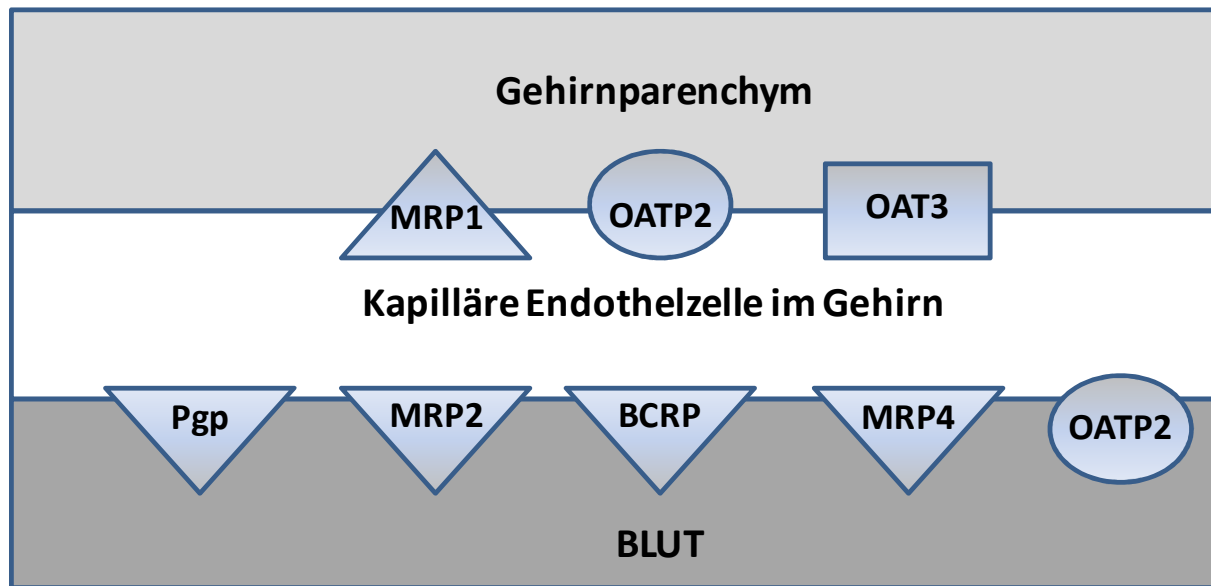 Gehirnparenchym
MRP1 OATP2 OAT3
Kapilläre Endothelzelle im Gehirn
Pgp MRP2 BCRP MRP4 OATP2
BLUT